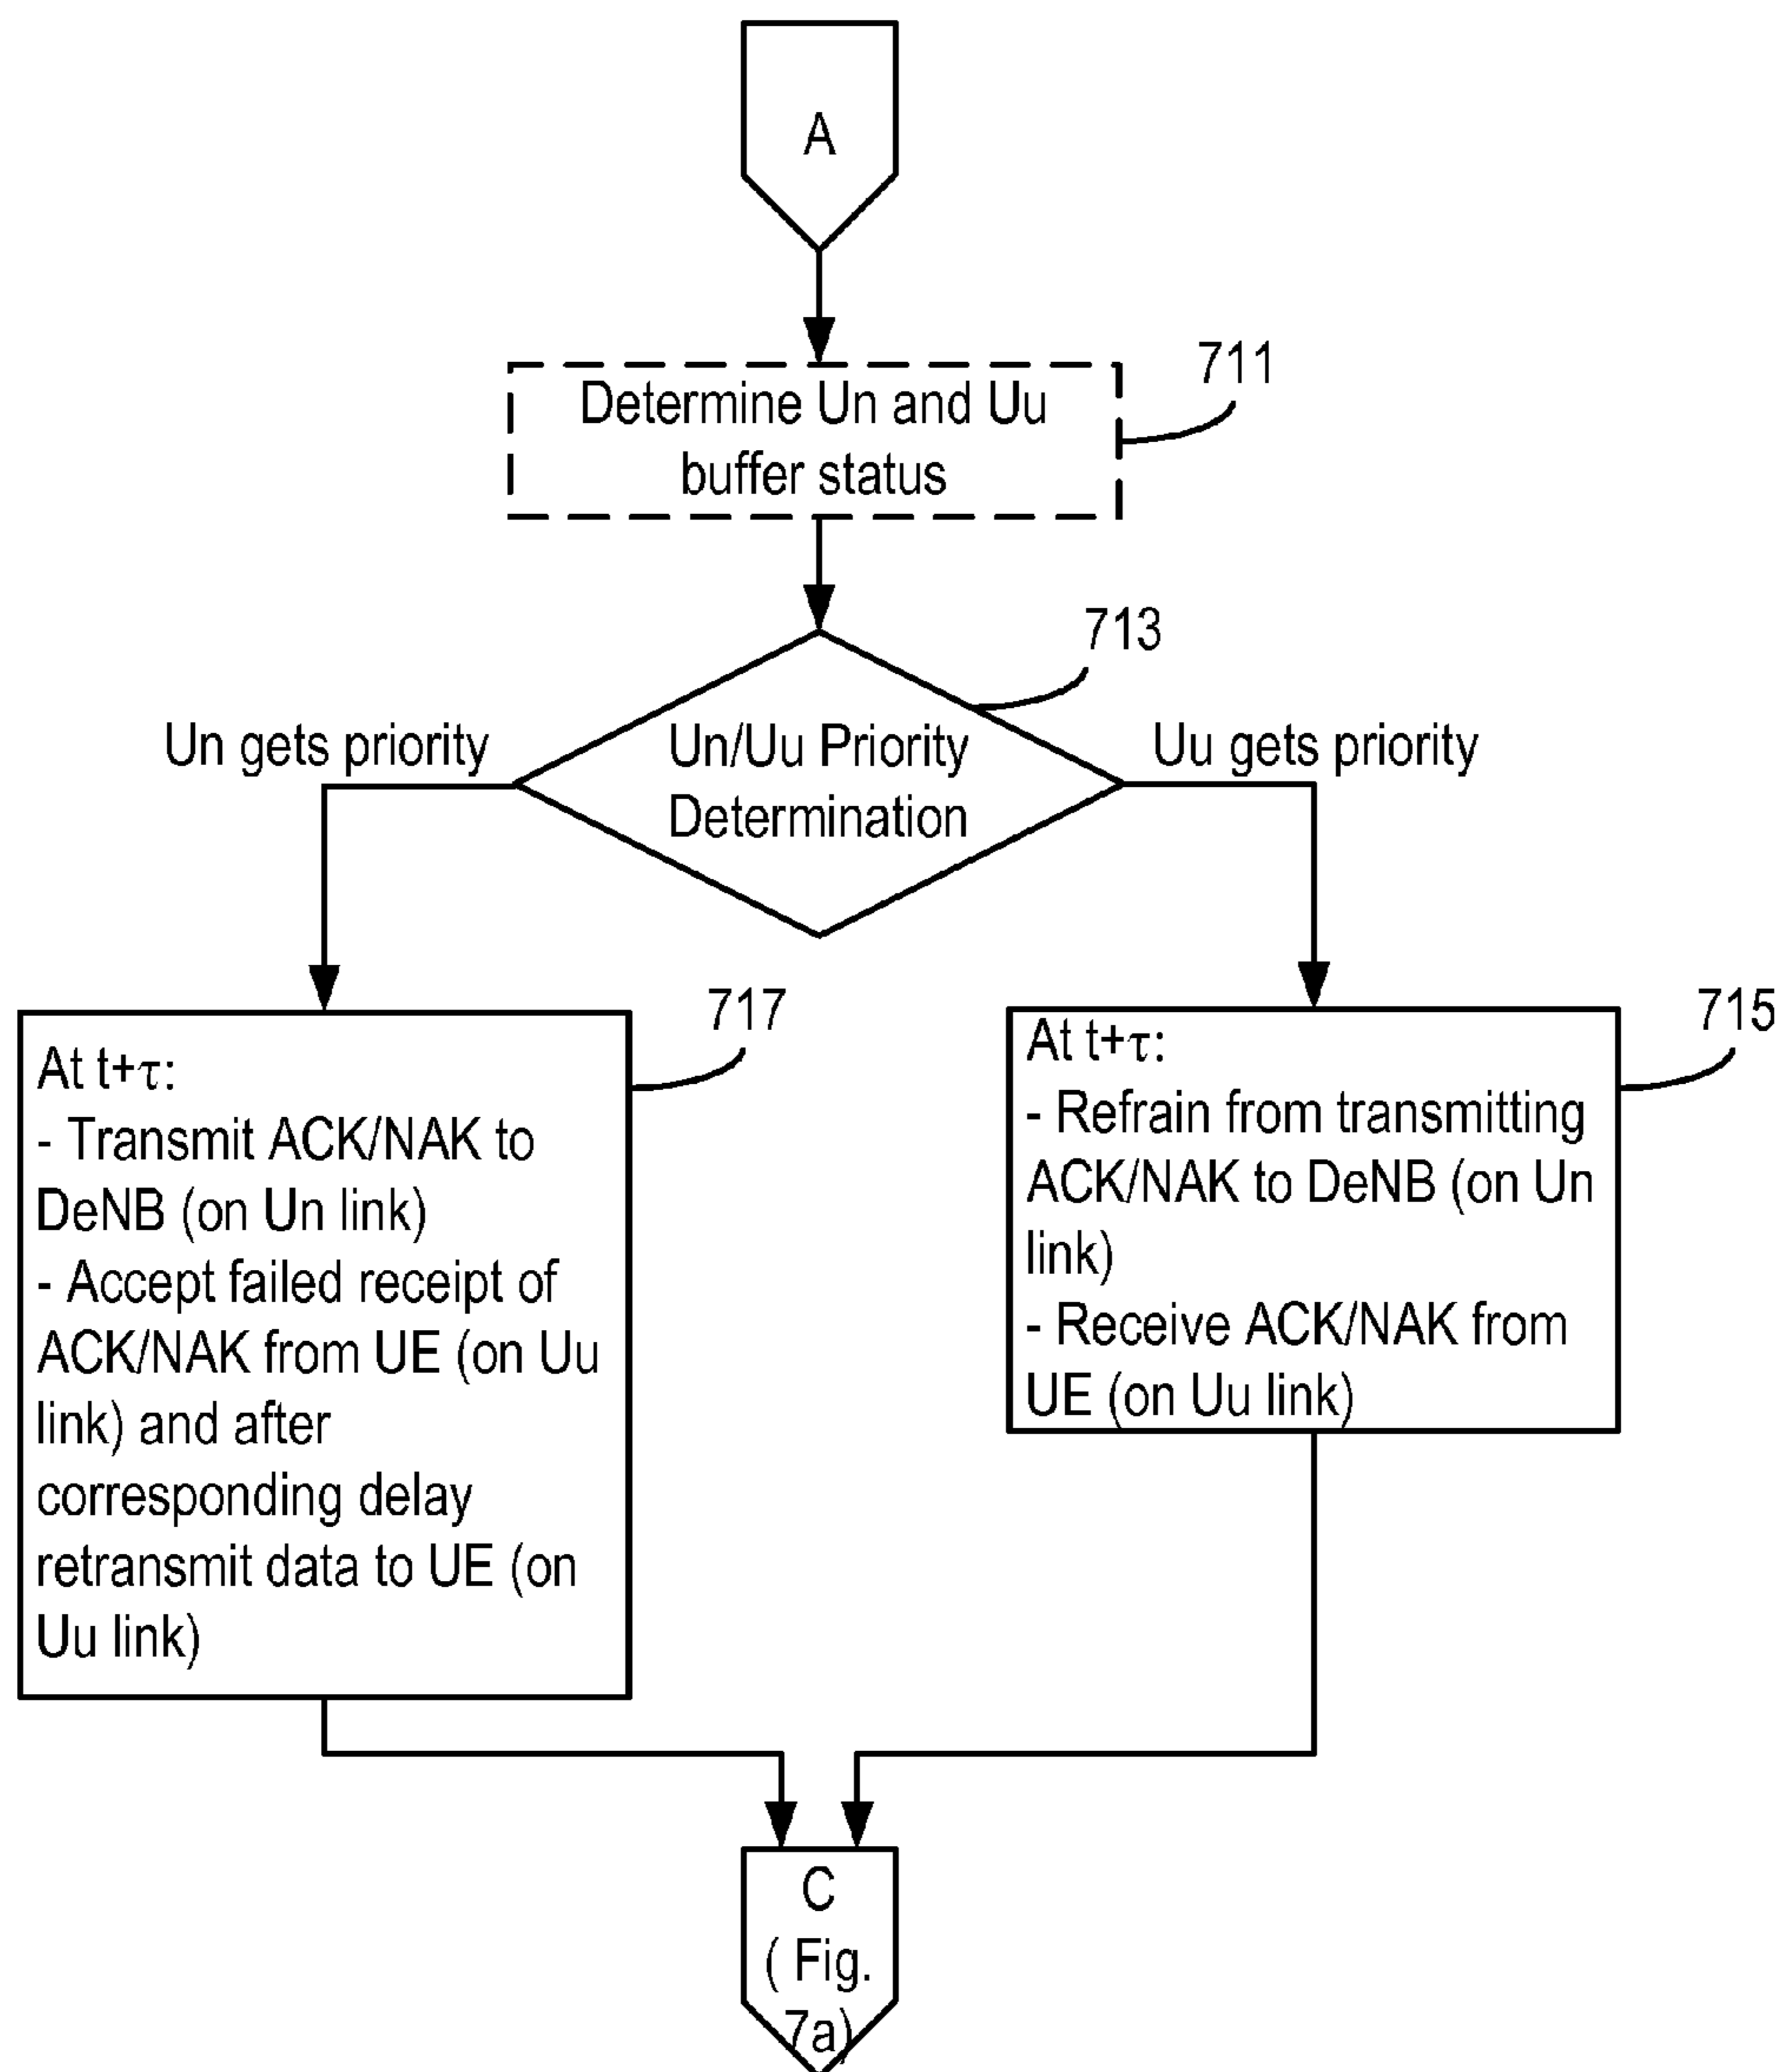 A
711
Determine Un and Uu
buffer status
713
Un gets priority
Un/Uu Priority
Determination
Uu gets priority
717
At t+τ:
- Transmit ACK/NAK to
DeNB (on Un link)
- Accept failed receipt of
ACK/NAK from UE (on Uu
link) and after
corresponding delay
retransmit data to UE (on
Uu link)
715
At t+τ:
- Refrain from transmitting
ACK/NAK to DeNB (on Un
link)
- Receive ACK/NAK from
UE (on Uu link)
C
( Fig.
7a)